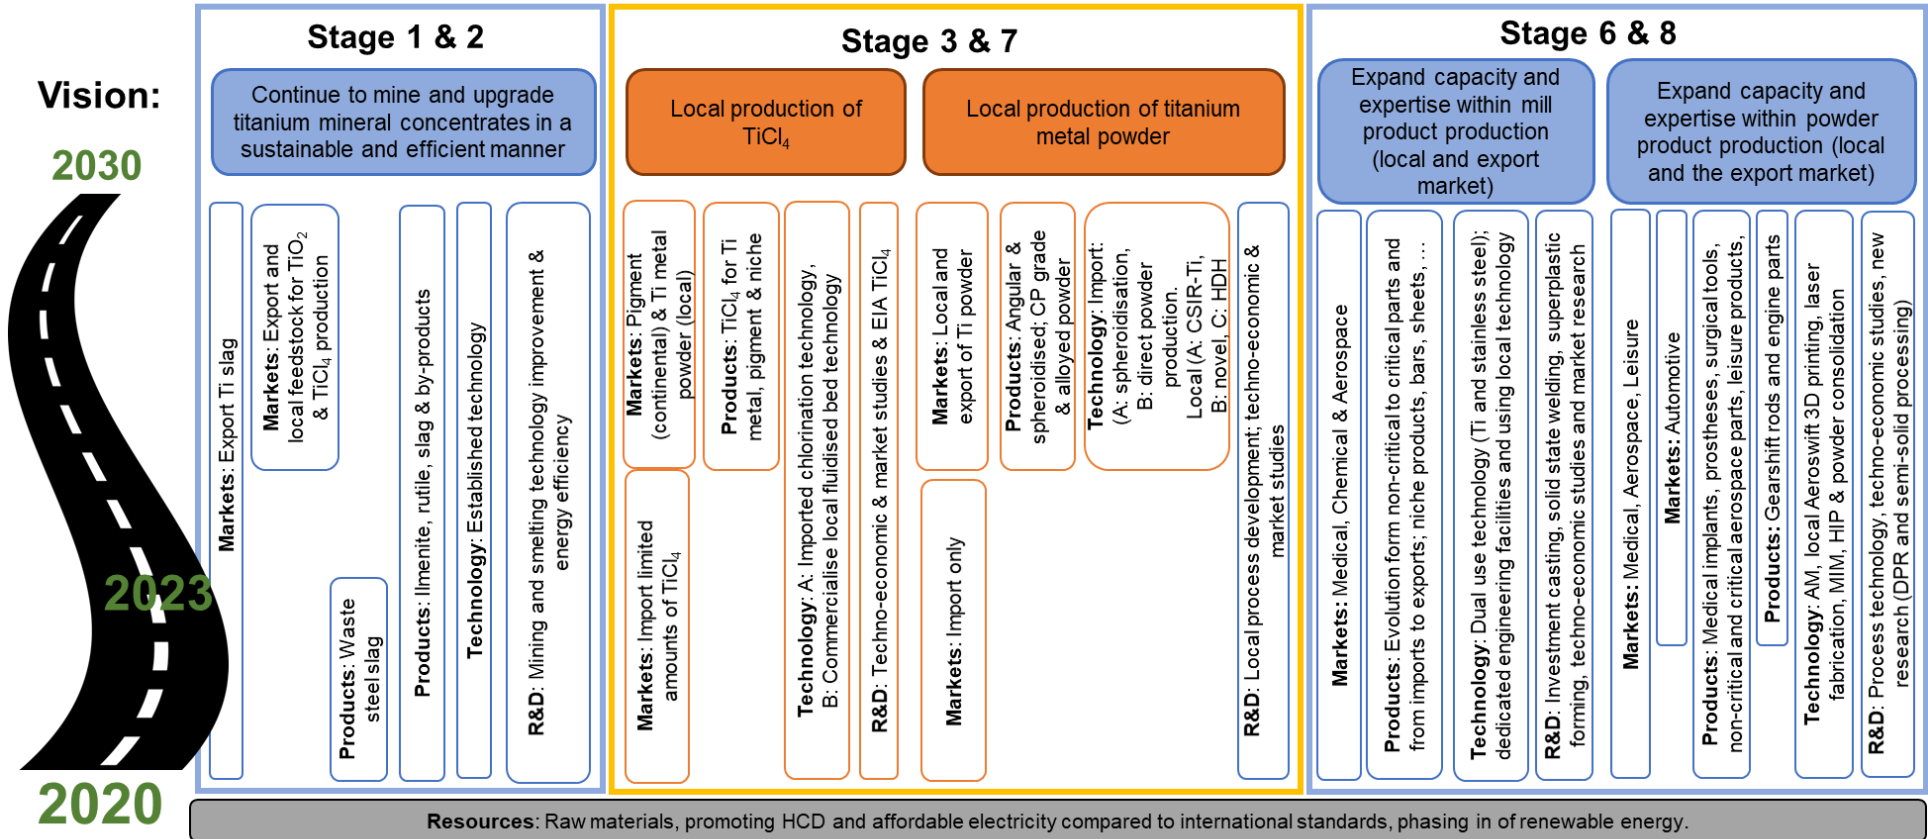 Vision:
2030
2023
2020
Stage 1 & 2
Continue to mine and upgrade
titanium mineral concentrates in a
sustainable and efficient manner
Markets: Export Ti slag
Markets: Export and
local feedstock for TiO2
& TiCl4 production
Products: Waste
steel slag
Products: Ilmenite, rutile, slag & by-products
Technology: Established technology
R&D: Mining and smelting technology improvement &
energy efficiency
Stage 3 & 7
Local production of
TiCl4
Markets: Pigment
(continental) & Ti metal
powder (local)
Markets: Import limited
amounts of TiCl4
Products: TiCl4 for Ti
metal, pigment & niche
Technology: A: Imported chlorination technology,
B: Commercialise local fluidised bed technology
R&D: Techno-economic & market studies & EIA TiCl4
Local production of titanium
metal powder
Markets: Local and
export of Ti powder
Markets: Import only
Products: Angular &
spheroidised; CP grade
& alloyed powder
Technology: Import:
(A: spheroidisation,
B: direct powder
production.
Local (A: CSIR-Ti,
B: novel, C: HDH
R&D: Local process development; techno-economic &
market studies
Stage 6 & 8
Expand capacity and
expertise within mill
product production
(local and export
market)
Markets: Medical, Chemical & Aerospace
Products: Evolution form non-critical to critical parts and
from imports to exports; niche products, bars, sheets, …
Technology: Dual use technology (Ti and stainless steel);
dedicated engineering facilities and using local technology
R&D: Investment casting, solid state welding, superplastic
forming, techno-economic studies and market research
Expand capacity and
expertise within powder
product production (local
and the export market)
Markets: Medical, Aerospace, Leisure
Markets: Automotive
Products: Medical implants, prostheses, surgical tools,
non-critical and critical aerospace parts, leisure products,
Products: Gearshift rods and engine parts
Technology: AM, local Aeroswift 3D printing, laser
fabrication, MIM, HIP & powder consolidation
R&D: Process technology, techno-economic studies, new
research (DPR and semi-solid processing)
Resources: Raw materials, promoting HCD and affordable electricity compared to international standards, phasing in of renewable energy.